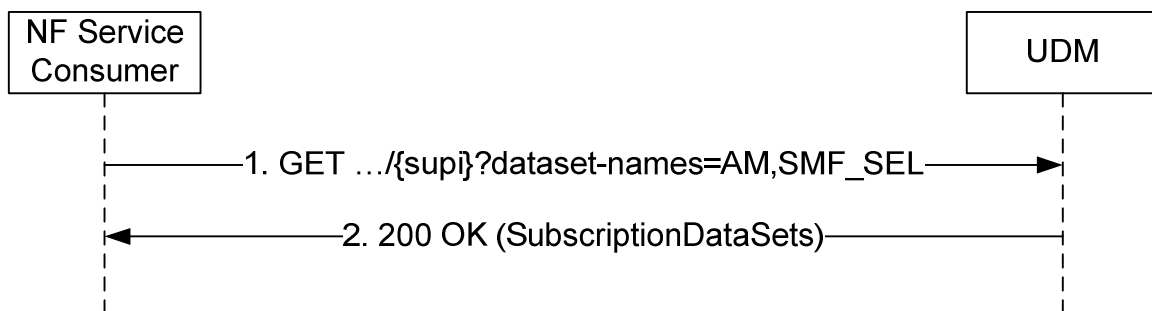 NF Service
Consumer
UDM
1. GET …/{supi}?dataset-names=AM,SMF_SEL
2. 200 OK (SubscriptionDataSets)